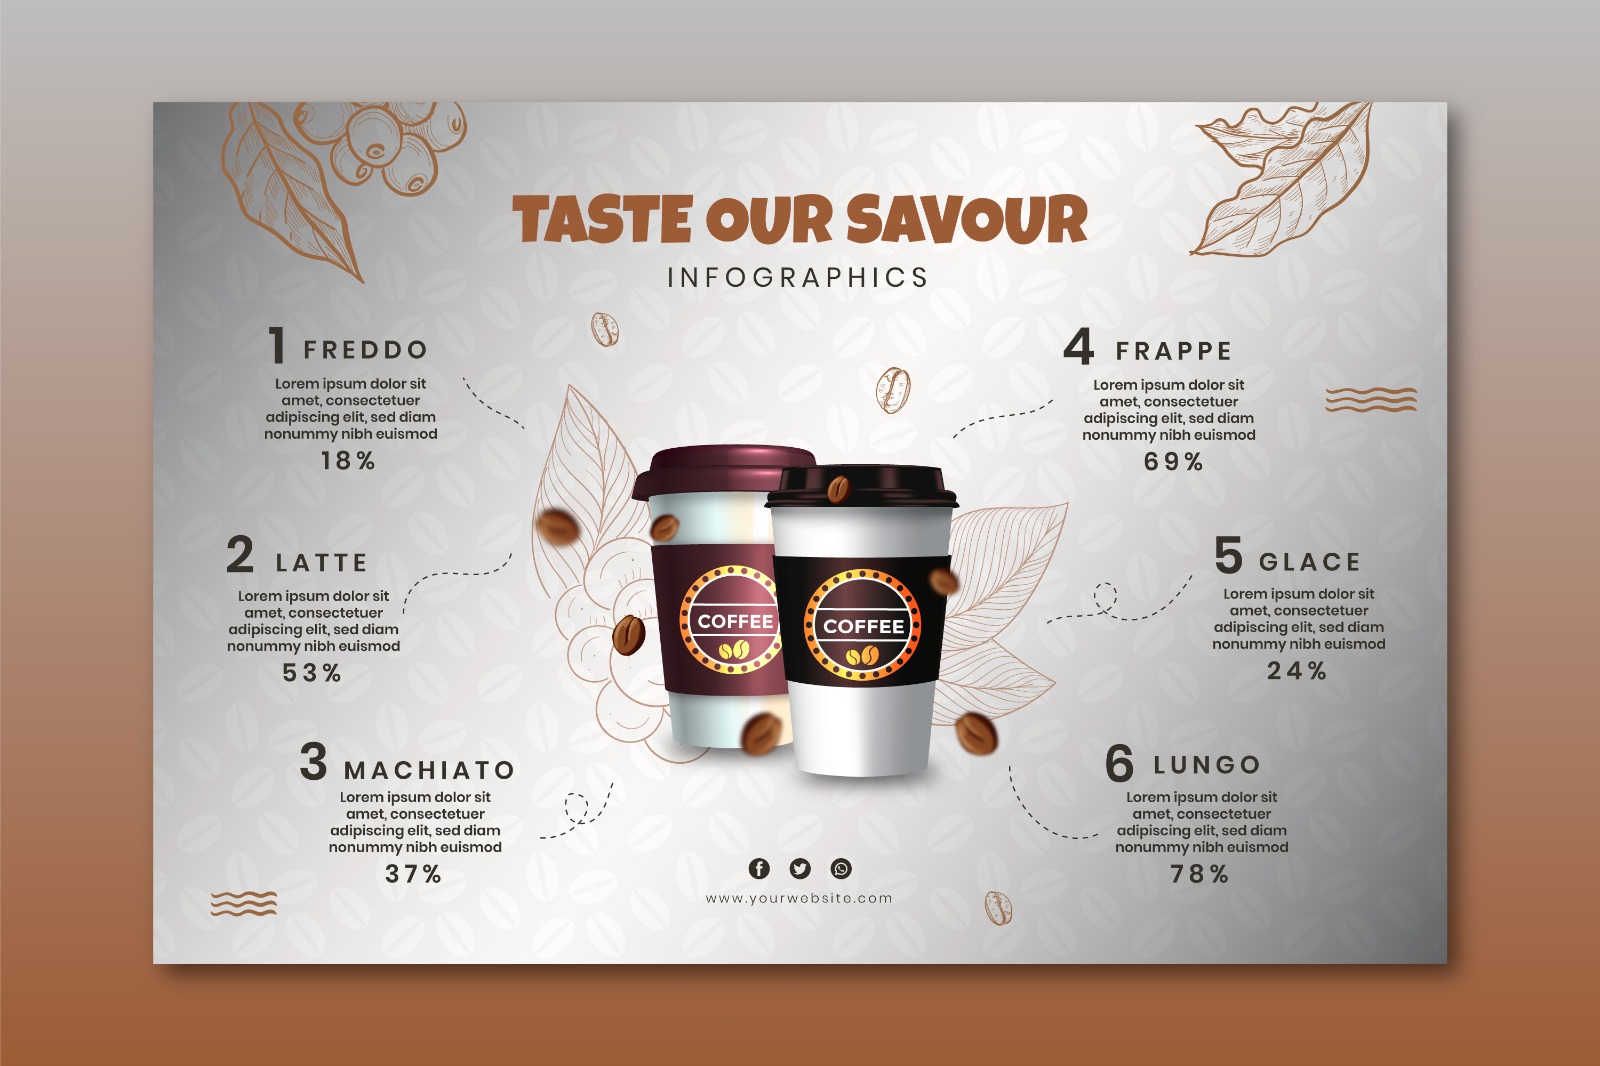 TASTE OUR SAVOUR
INFOGRAPHICS
1 FREDDO
Lorem ipsum dolor sit
amet, consectetuer
adipiscing elit, sed diam
nonummy nibh euismod
18%
2 LATTE
Lorem ipsum dolor sit
amet, consectetuer
adipiscing elit, sed diam
nonummy nibh euismod
53%
3 MACHIATO
Lorem ipsum dolor sit
amet, consectetuer
adipiscing elit, sed diam
nonummy nibh euismod
37%
COFFEE
COFFEE
4 FRAPPE
Lorem ipsum dolor sit
amet, consectetuer
adipiscing elit, sed diam
nonummy nibh euismod
69%
5 GLACE
Lorem ipsum dolor sit
amet, consectetuer
adipiscing elit, sed diam
nonummy nibh euismod
24%
6 LUNGO
Lorem ipsum dolor sit
amet, consectetuer
adipiscing elit, sed diam
nonummy nibh euismod
78%
www.yourwebsite.com